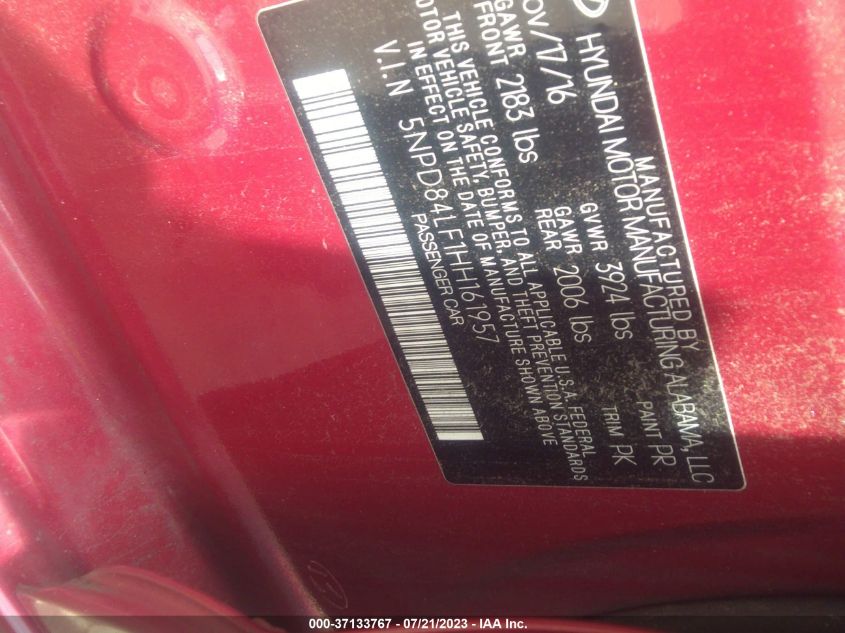 MANUFACTURED BY
HYUNDAI MOTOR MANUFACTURING ALABAMA, LLC
OV/17/16 GVWR 3924 lbs PAINT PR
GAWR FRONT 2183 lbs GAWR REAR 2006 lbs TRIM PK
THIS VEHICLE CONFORMS TO ALL APPLICABLE U.S.A. FEDERAL
MOTOR VEHICLE SAFETY, BUMPER, AND THEFT PREVENTION STANDARDS
IN EFFECT ON THE DATE OF MANUFACTURE SHOWN ABOVE
V.I.N 5NPD84LF1HH161957
PASSENGER CAR
000-37133767 - 07/21/2023 - IAA Inc.